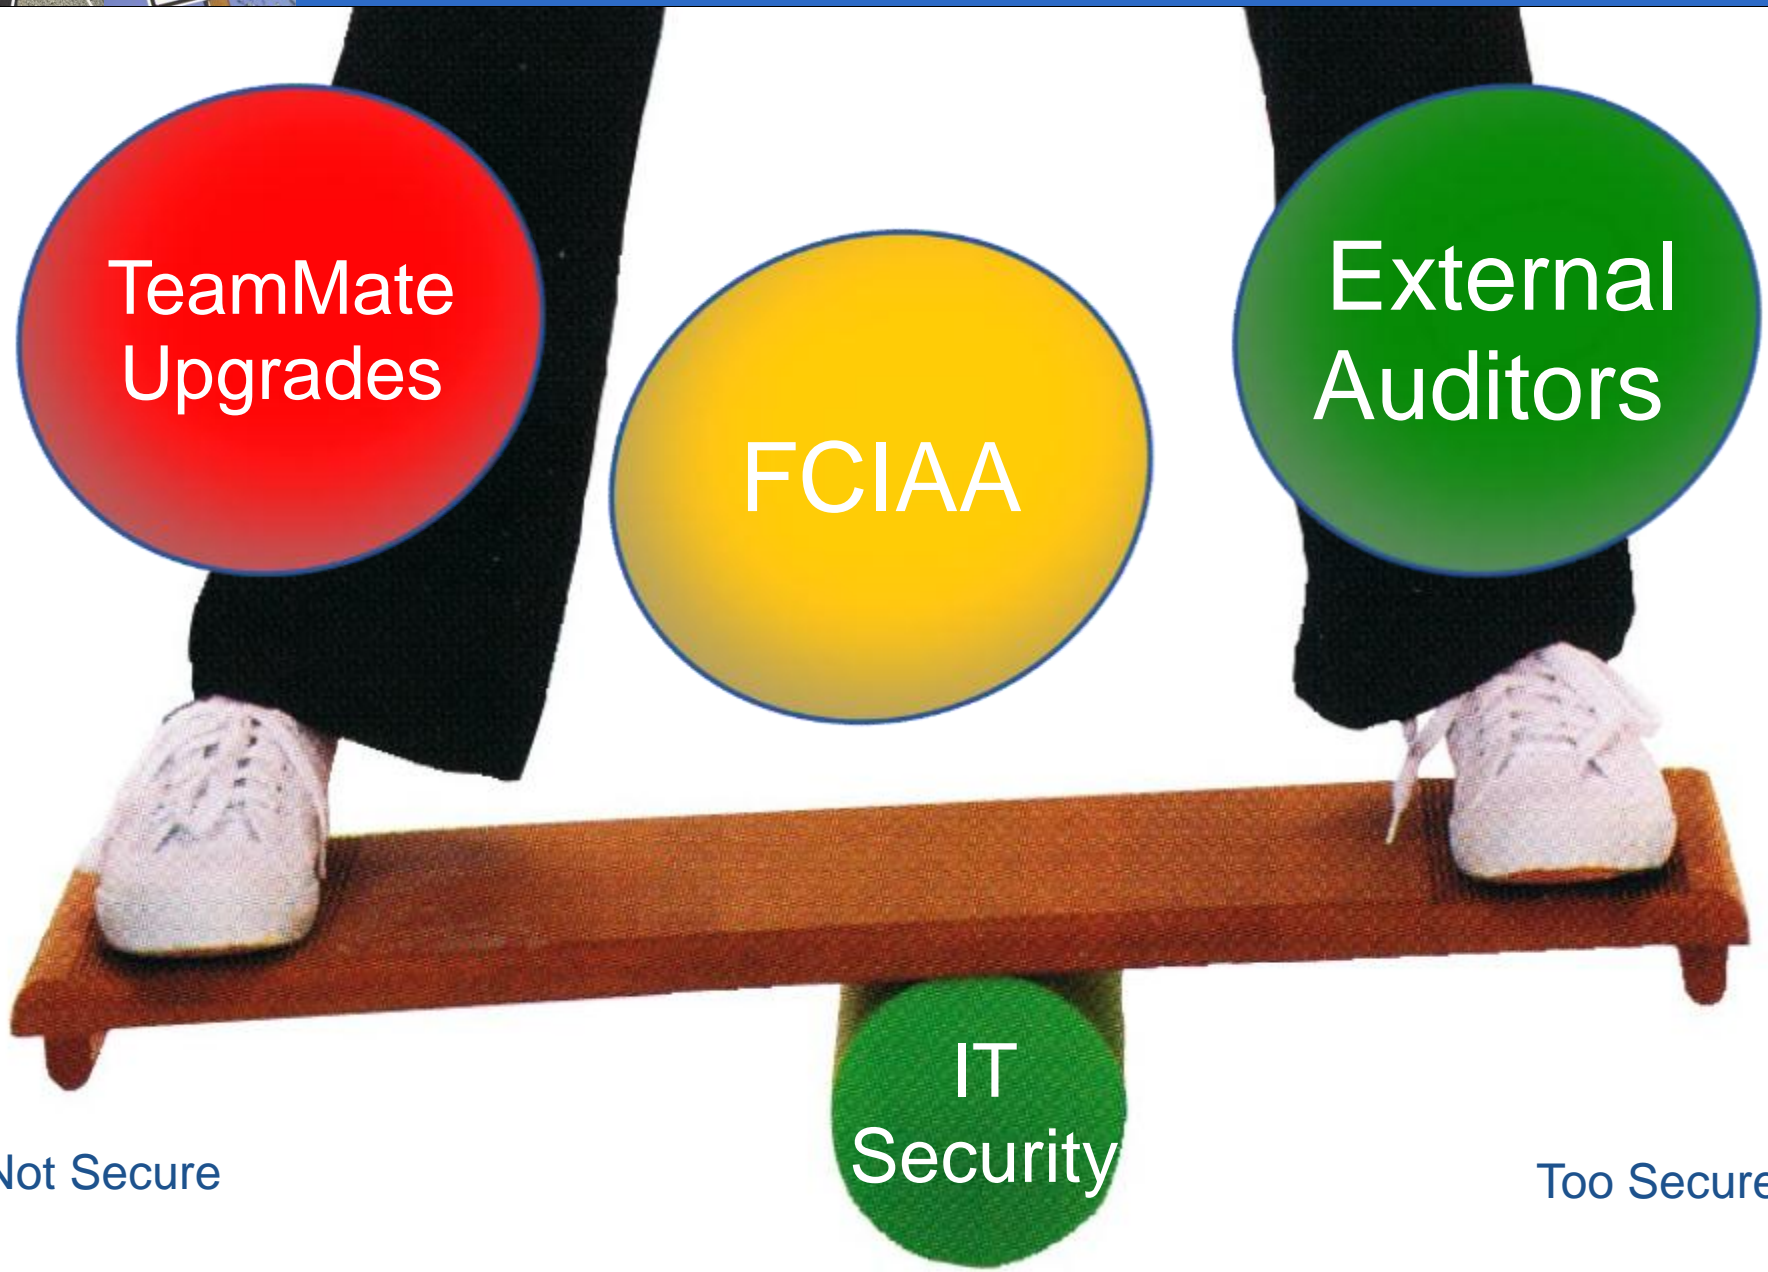 TeamMate
Upgrades
External
Auditors
FCIAA
IT
Security
Not Secure
Too Secure